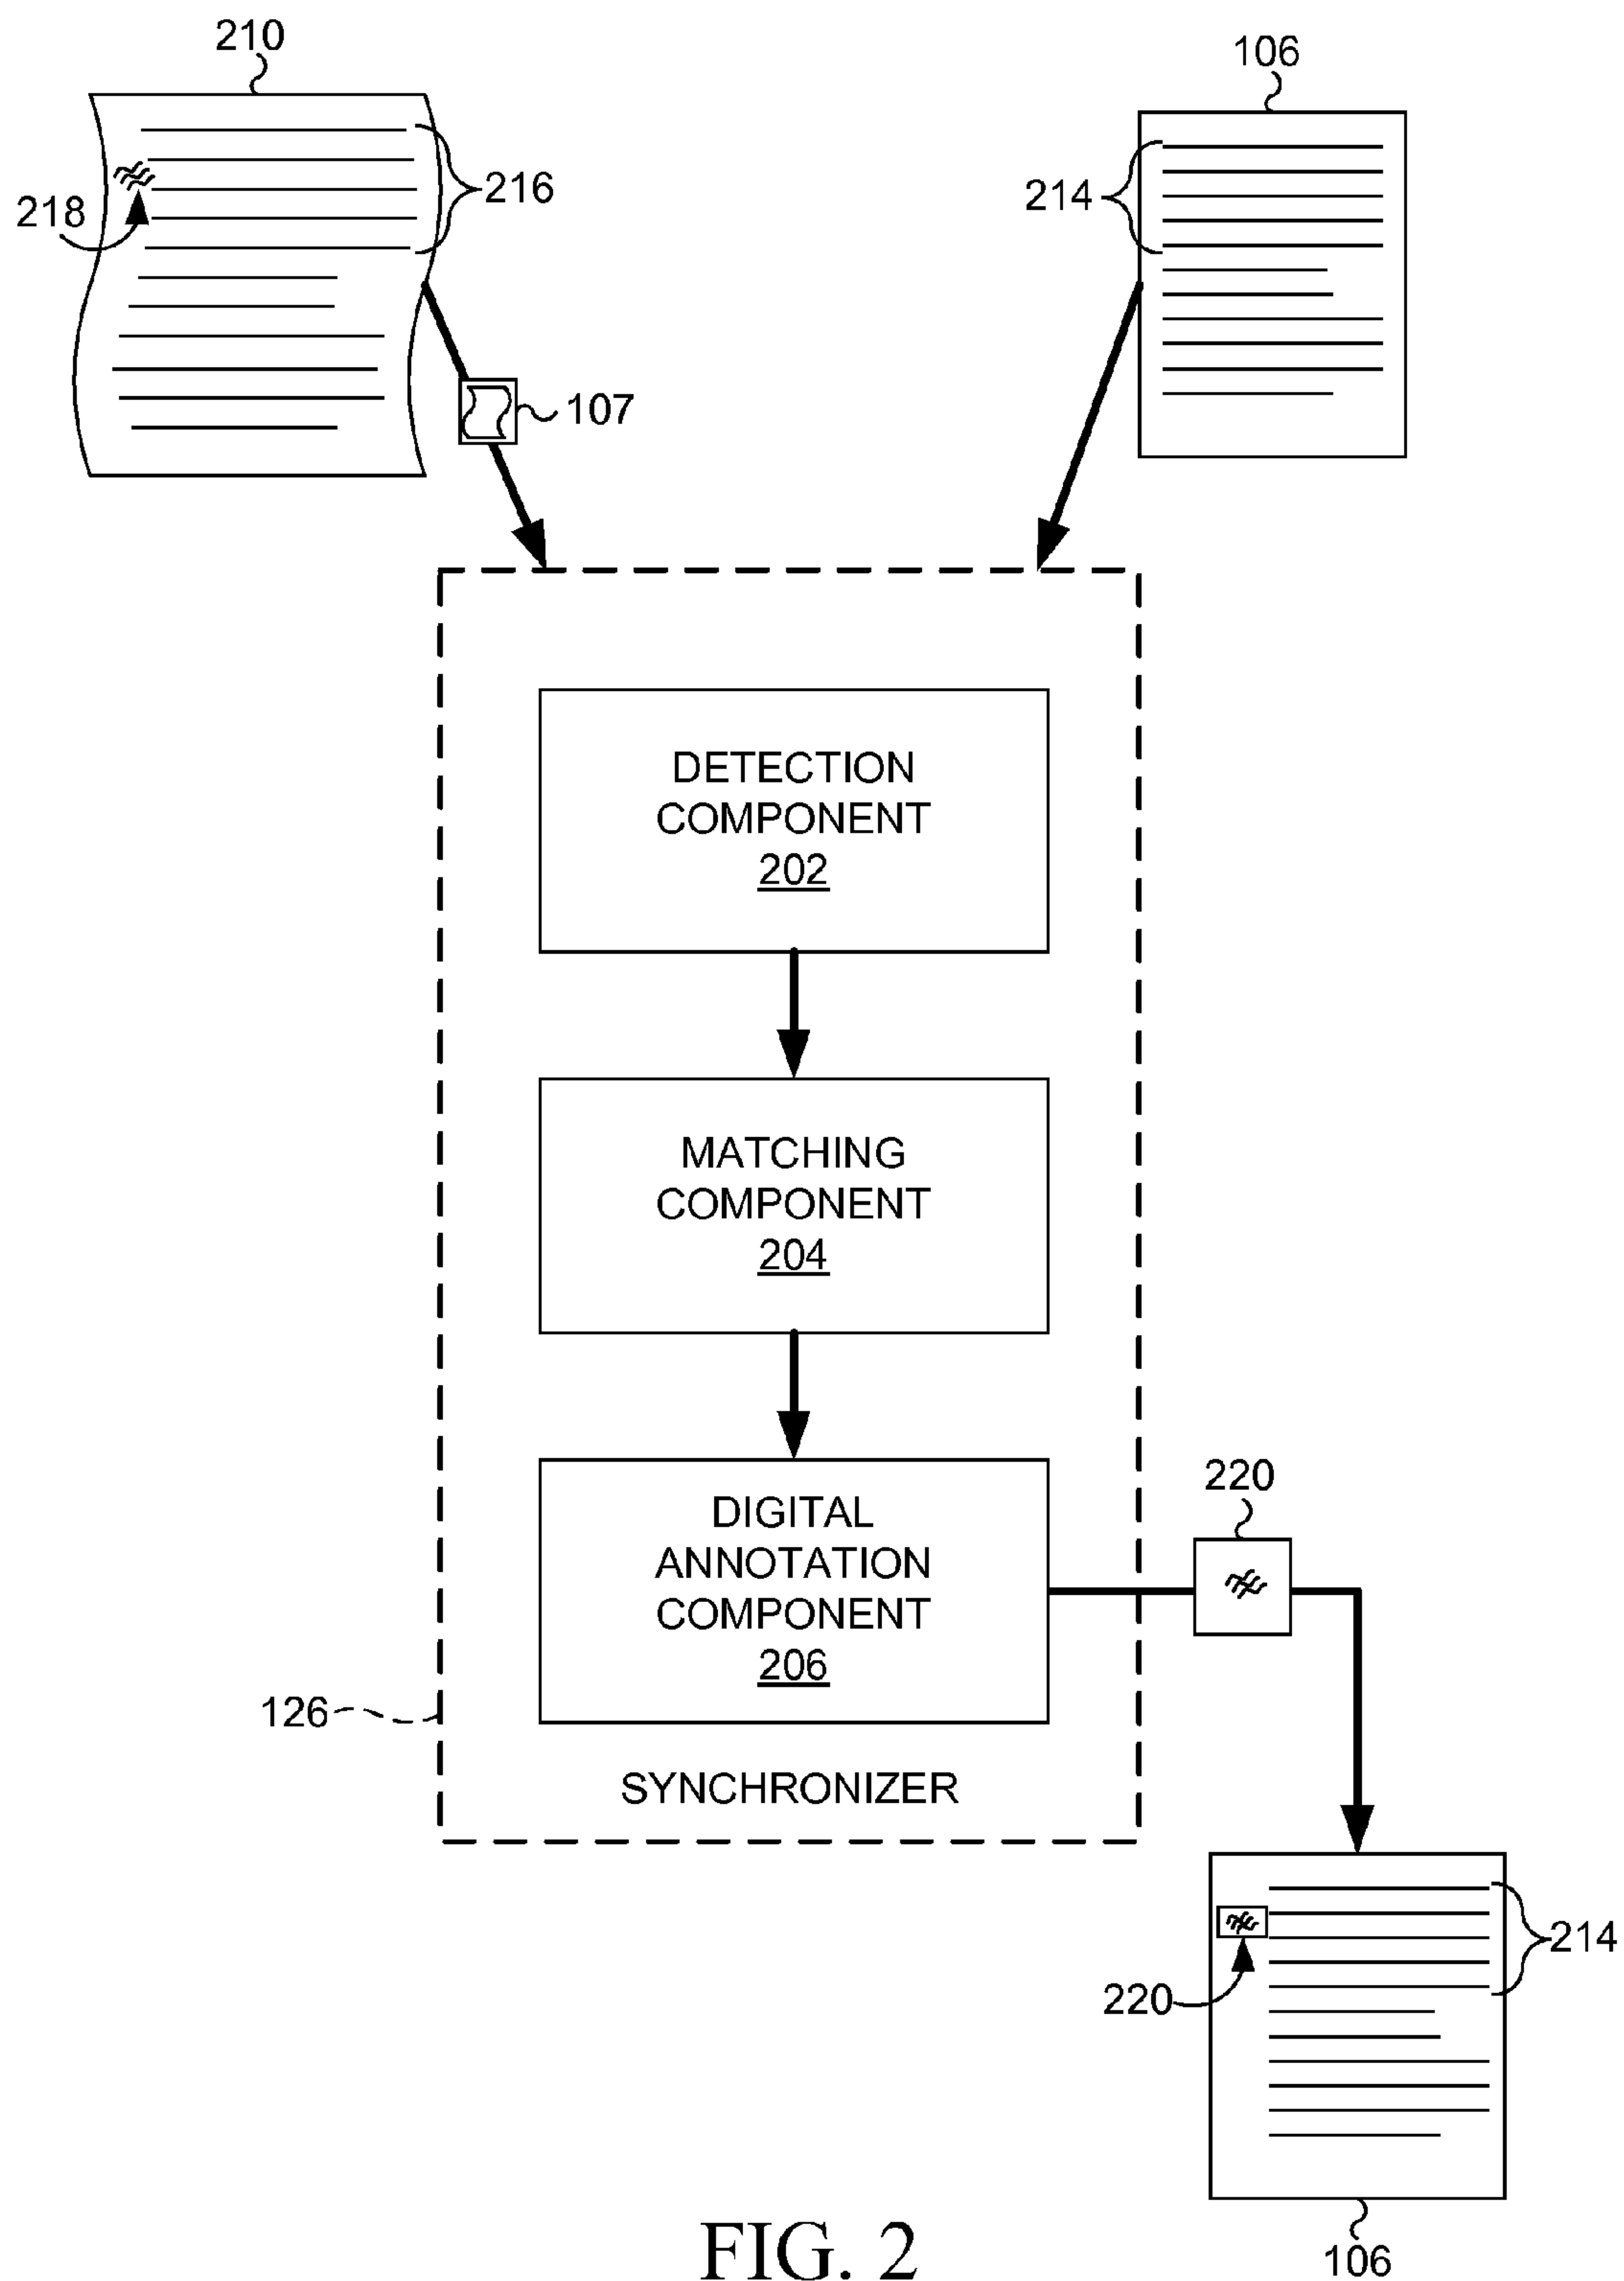 210
106
216
214
218
107
DETECTION
COMPONENT
202
MATCHING
COMPONENT
204
DIGITAL
ANNOTATION
COMPONENT
206
220
126
SYNCHRONIZER
214
220
106
FIG. 2